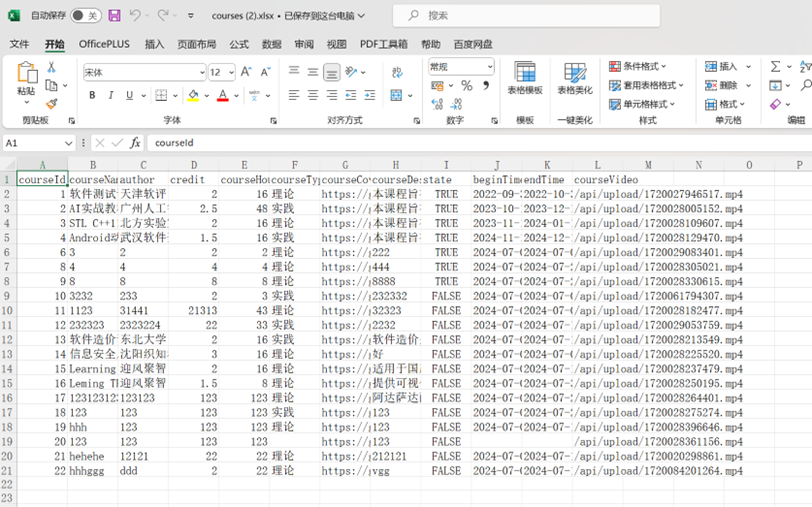 自动保存 关 courses (2).xlsx • 已保存到这台电脑 搜索
文件 开始 OfficePLUS 插入 页面布局 公式 数据 审阅 视图 PDF工具箱 帮助 百度网盘
粘贴 宋体 12 常规 表格模板 表格美化 条件格式 套用表格格式 单元格样式 插入 删除 格式
B I U A 文
剪贴板 字体 对齐方式 数字 模板 一键美化 样式 单元格 编辑
A1 fx courseId
A B C D E F G H I J K L M N O P
1 courseId courseNa author credit courseHo courseTy courseCo courseDe state beginTime endTime courseVideo
2 1 软件测试 天津软评 2 16 理论 https:// 本课程旨 TRUE 2022-09- 2022-10- /api/upload/1720027946517.mp4
3 2 AI实战教 广州人工 2.5 48 实践 https:// 本课程旨 TRUE 2023-10- 2023-12- /api/upload/1720028005152.mp4
4 3 STL C++1 北方实验 2 16 理论 https:// 本课程旨 TRUE 2023-11- 2024-01- /api/upload/1720028109607.mp4
5 4 Android 武汉软件 1.5 16 实践 https:// 本课程旨 TRUE 2023-11- 2024-01- /api/upload/1720028129470.mp4
6 6 3 2 2 2 理论 https:// 222 TRUE 2024-07- 2024-07- /api/upload/1720029083401.mp4
7 8 4 4 4 4 理论 https:// 444 TRUE 2024-07- 2024-07- /api/upload/1720028305021.mp4
8 9 8 8 8 8 理论 https:// 8888 TRUE 2024-07- 2024-07- /api/upload/1720028330615.mp4
9 10 3232 233 2 3 实践 https:// 232332 FALSE 2024-07- 2024-07- /api/upload/1720061794307.mp4
10 11 1123 31441 21313 43 理论 https:// 32323 FALSE 2024-07- 2024-07- /api/upload/1720028182477.mp4
11 12 232323 2323224 22 33 实践 https:// 2232 FALSE 2024-07- 2024-07- /api/upload/1720029053759.mp4
12 13 软件造价 东北大学 2 16 实践 https:// 软件造价 FALSE 2024-07- 2024-07- /api/upload/1720028213549.mp4
13 14 信息安全 沈阳织知 3 16 理论 https:// 好 FALSE 2024-07- 2024-07- /api/upload/1720028225520.mp4
14 15 Learning 迎风聚智 2 16 理论 https:// 适用于国 FALSE 2024-07- 2024-07- /api/upload/1720028237479.mp4
15 16 Leming T 迎风聚智 1.5 8 理论 https:// 提供可视 FALSE 2024-07- 2024-07- /api/upload/1720028250195.mp4
16 17 12312312 123123 123 123 理论 https:// 阿达萨达 FALSE 2024-07- 2024-07- /api/upload/1720028264401.mp4
17 18 123 123 123 123 实践 https:// 123 FALSE 2024-07- 2024-07- /api/upload/1720028275274.mp4
18 19 hhh 123 123 123 理论 https:// 123 FALSE 2024-07- 2024-07- /api/upload/1720028396646.mp4
19 20 123 123 123 123 123 FALSE /api/upload/1720028361156.mp4
20 21 hehehe 12121 22 22 理论 https:// 212121 FALSE 2024-07- 2024-07- /api/upload/1720020298861.mp4
21 22 hhhggg ddd 2 22 理论 https:// vgg FALSE 2024-07- 2024-07- /api/upload/1720084201264.mp4
22
23